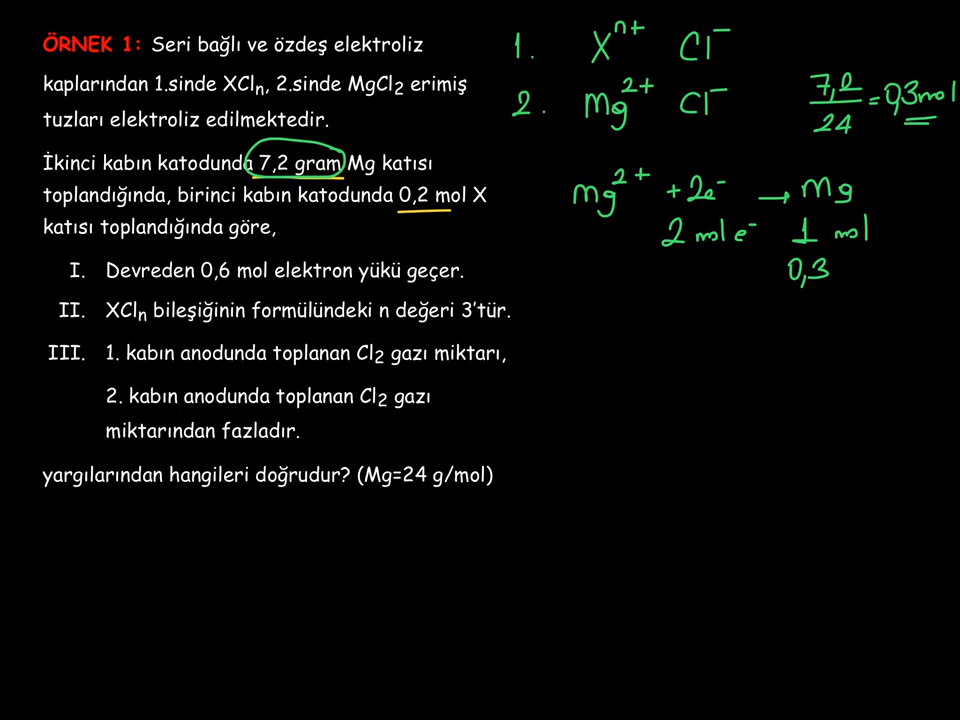 ÖRNEK 1: Seri bağlı ve özdeş elektroliz
kaplarından 1.sinde XClₙ, 2.sinde MgCl₂ erimiş
tuzları elektroliz edilmektedir.
İkinci kabın katodunda 7,2 gram Mg katısı
toplandığında, birinci kabın katodunda 0,2 mol X
katısı toplandığında göre,
I. Devreden 0,6 mol elektron yükü geçer.
II. XClₙ bileşiğinin formülündeki n değeri 3’tür.
III. 1. kabın anodunda toplanan Cl₂ gazı miktarı,
2. kabın anodunda toplanan Cl₂ gazı
miktarından fazladır.
yargılarından hangileri doğrudur? (Mg=24 g/mol)
1. Xⁿ⁺ Cl⁻
2. Mg²⁺ Cl⁻
7,2
24
= 0,3 mol
Mg²⁺ + 2e⁻ → Mg
2 mol e⁻ 1 mol
0,3